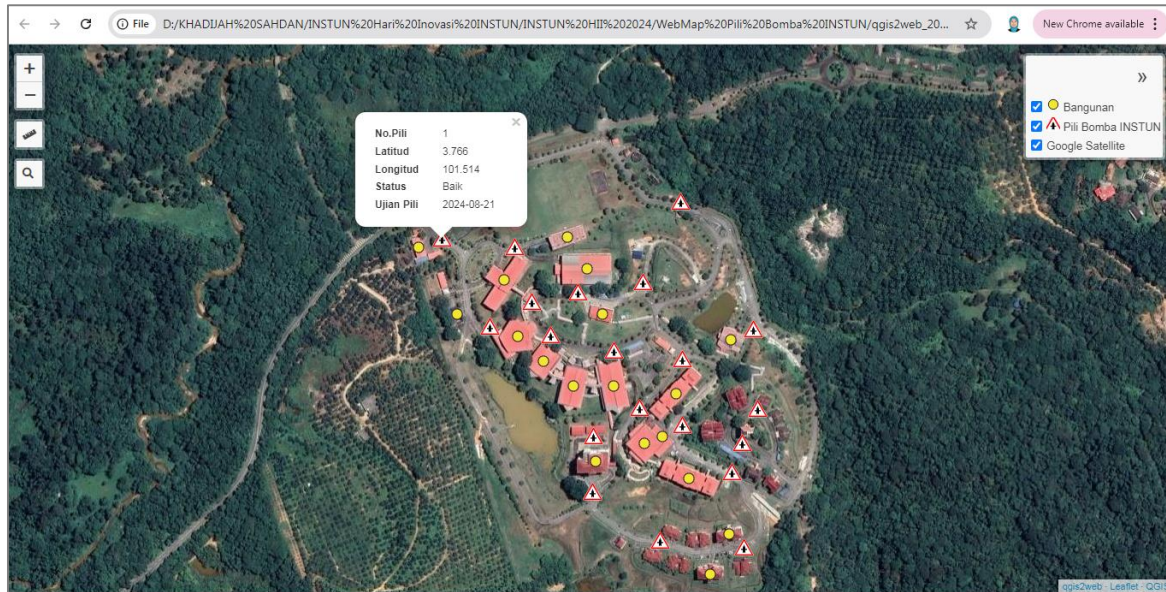 File
D:/KHADIJAH%20SAHDAN/INSTUN%20Hari%20Inovasi%20INSTUN/INSTUN%20HII%202024/WebMap%20Pili%20Bomba%20INSTUN/qgis2web_20...
New Chrome available
+
−
»
Bangunan
Pili Bomba INSTUN
Google Satellite
×
No.Pili 1
Latitud 3.766
Longitud 101.514
Status Baik
Ujian Pili 2024-08-21
qgis2web · Leaflet · QGIS